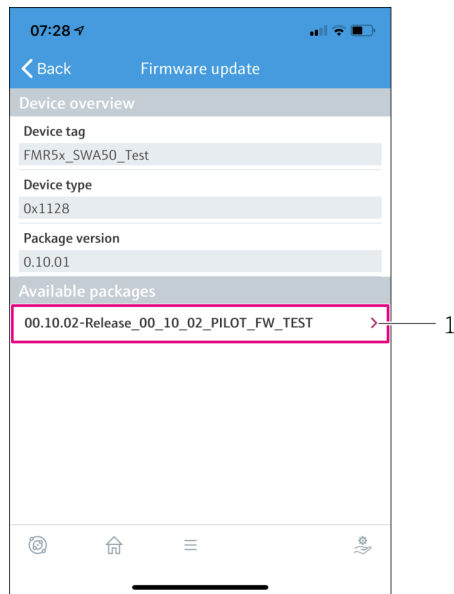 07:28
Back Firmware update
Device overview
Device tag
FMR5x_SWA50_Test
Device type
0x1128
Package version
0.10.01
Available packages
00.10.02-Release_00_10_02_PILOT_FW_TEST
1